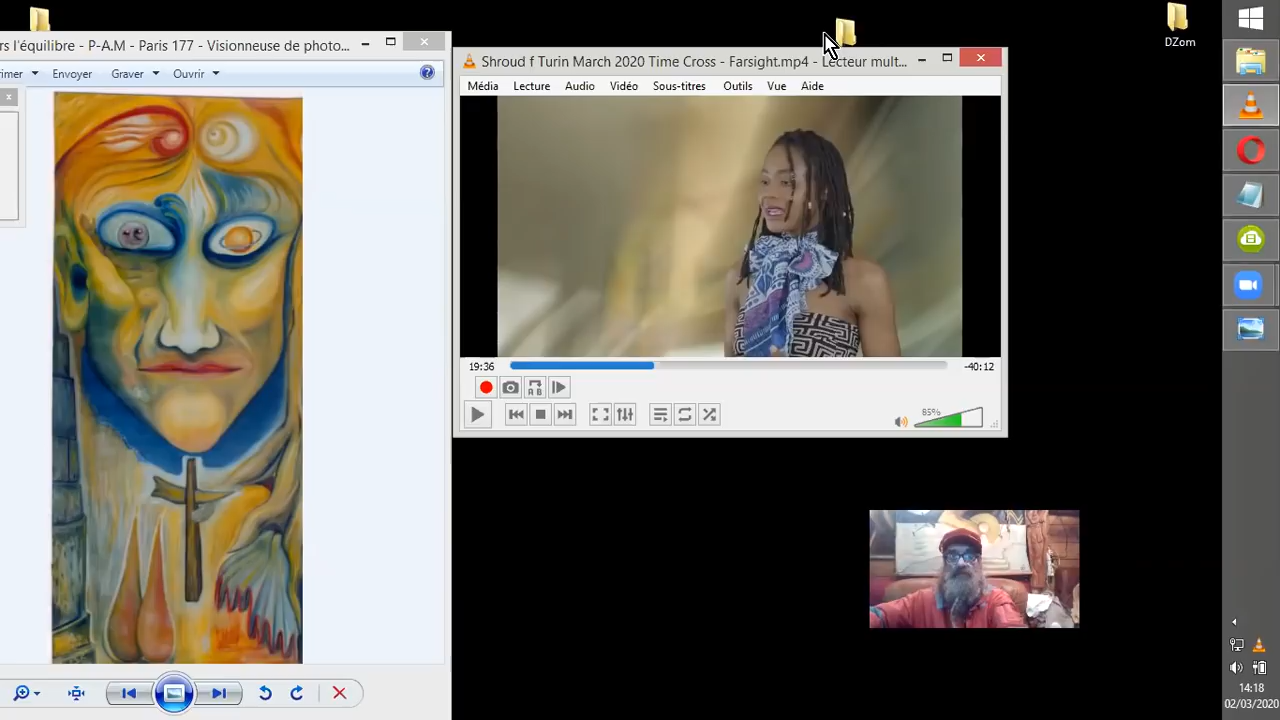 rs l'équilibre - P-A.M - Paris 177 - Visionneuse de photo...
rimer Envoyer Graver Ouvrir
Shroud f Turin March 2020 Time Cross - Farsight.mp4 - Lecteur mult...
Média Lecture Audio Vidéo Sous-titres Outils Vue Aide
19:36 -40:12
85%
DZom
14:18
02/03/2020